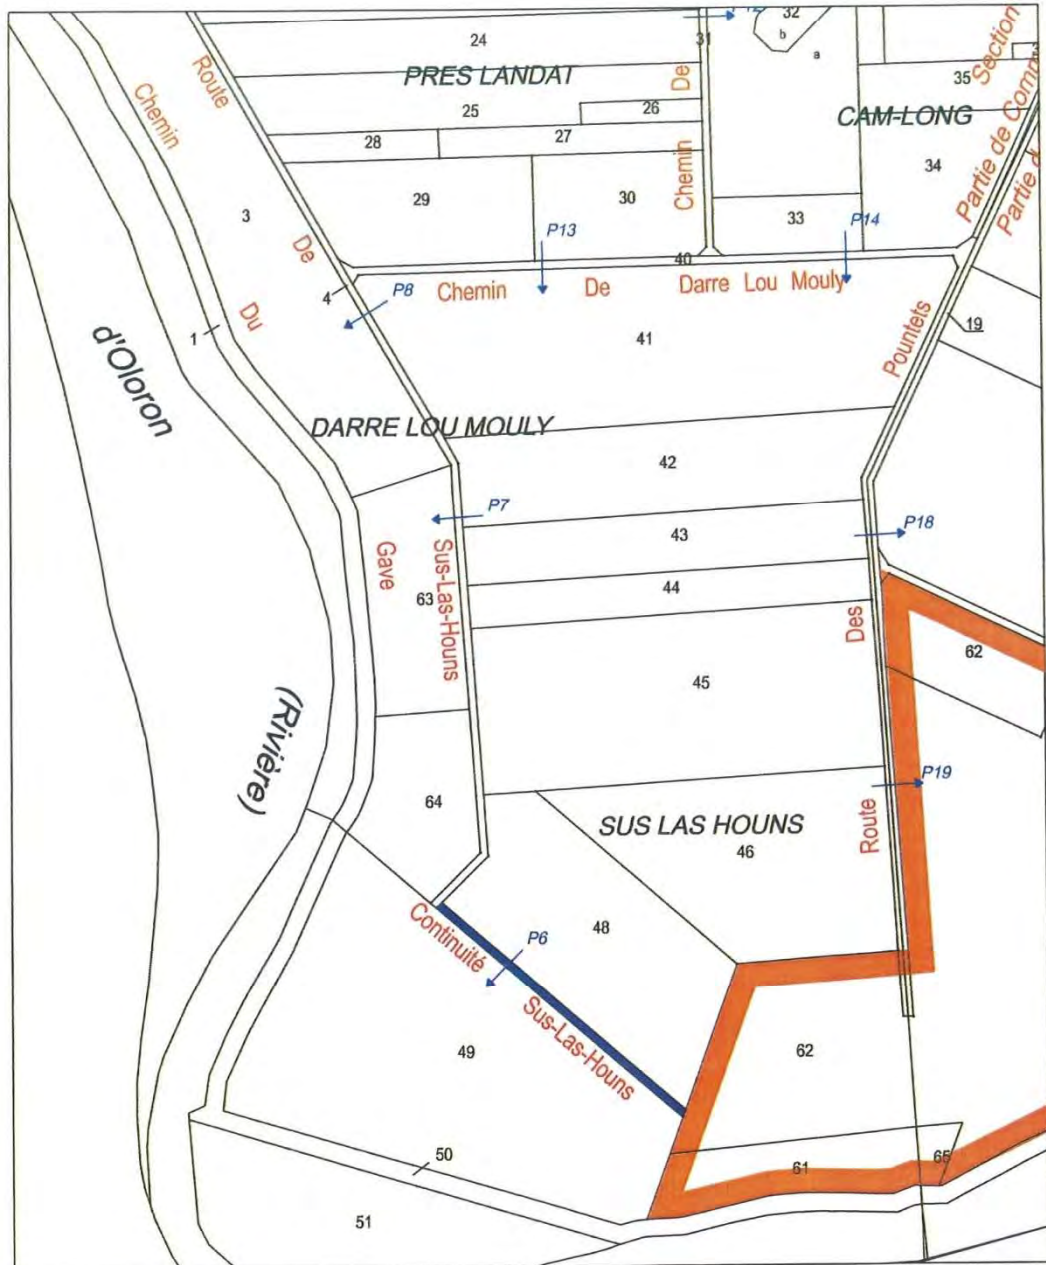 32
24
31
b
a
Section
PRES LANDAT
De
35
Route
Chemin
25
26
CAM-LONG
Partie de Comm
28
27
34
Partie d
29
30
Chemin
33
P14
3
P13
De
40
4
P8
Chemin De Darre Lou Mouly
Du
1
41
19
Pountets
d'Oloron
DARRE LOU MOULY
42
P7
43
P18
Gave
63
Sus-Las-Houns
44
Des
62
45
(Rivière)
P19
64
SUS LAS HOUNS
46
Route
Continuité
48
P6
Sus-Las-Houns
49
62
50
61
65
51